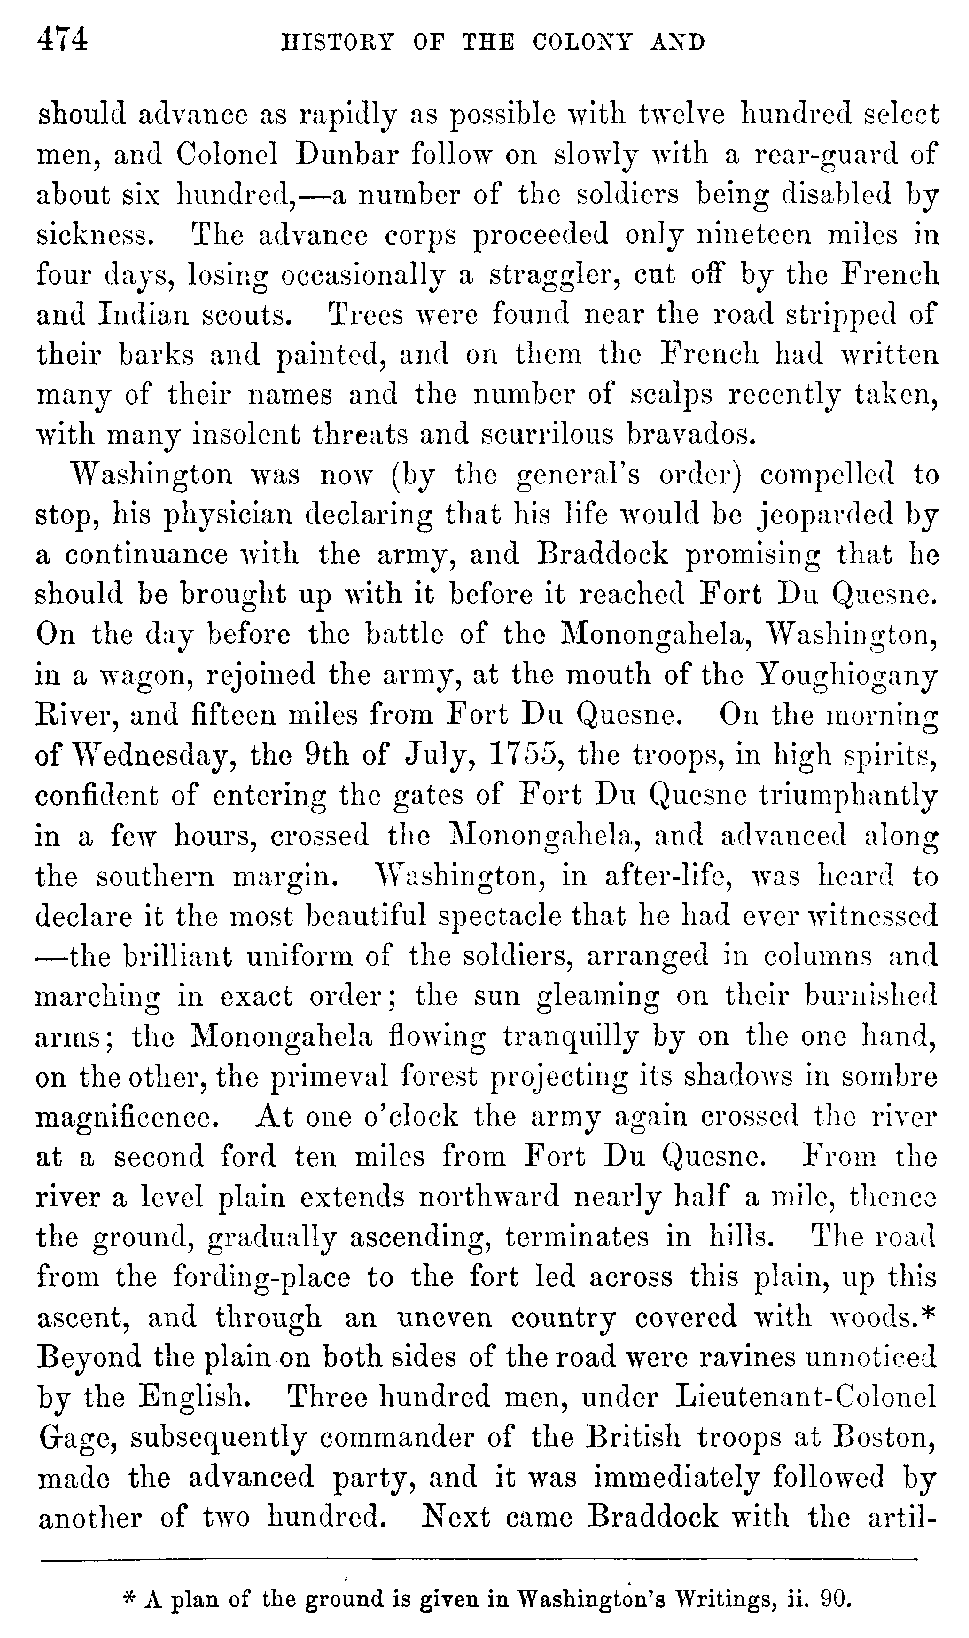 474 HISTORY OF THE COLONY AND
should advance as rapidly as possible with twelve hundred select
men, and Colonel Dunbar follow on slowly with a rear-guard of
about six hundred,—a number of the soldiers being disabled by
sickness. The advance corps proceeded only nineteen miles in
four days, losing occasionally a straggler, cut off by the French
and Indian scouts. Trees were found near the road stripped of
their barks and painted, and on them the French had written
many of their names and the number of scalps recently taken,
with many insolent threats and scurrilous bravados.
Washington was now (by the general's order) compelled to
stop, his physician declaring that his life would be jeoparded by
a continuance with the army, and Braddock promising that he
should be brought up with it before it reached Fort Du Quesne.
On the day before the battle of the Monongahela, Washington,
in a wagon, rejoined the army, at the mouth of the Youghiogany
River, and fifteen miles from Fort Du Quesne. On the morning
of Wednesday, the 9th of July, 1755, the troops, in high spirits,
confident of entering the gates of Fort Du Quesne triumphantly
in a few hours, crossed the Monongahela, and advanced along
the southern margin. Washington, in after-life, was heard to
declare it the most beautiful spectacle that he had ever witnessed
—the brilliant uniform of the soldiers, arranged in columns and
marching in exact order; the sun gleaming on their burnished
arms; the Monongahela flowing tranquilly by on the one hand,
on the other, the primeval forest projecting its shadows in sombre
magnificence. At one o'clock the army again crossed the river
at a second ford ten miles from Fort Du Quesne. From the
river a level plain extends northward nearly half a mile, thence
the ground, gradually ascending, terminates in hills. The road
from the fording-place to the fort led across this plain, up this
ascent, and through an uneven country covered with woods.*
Beyond the plain on both sides of the road were ravines unnoticed
by the English. Three hundred men, under Lieutenant-Colonel
Gage, subsequently commander of the British troops at Boston,
made the advanced party, and it was immediately followed by
another of two hundred. Next came Braddock with the artil-
* A plan of the ground is given in Washington's Writings, ii. 90.